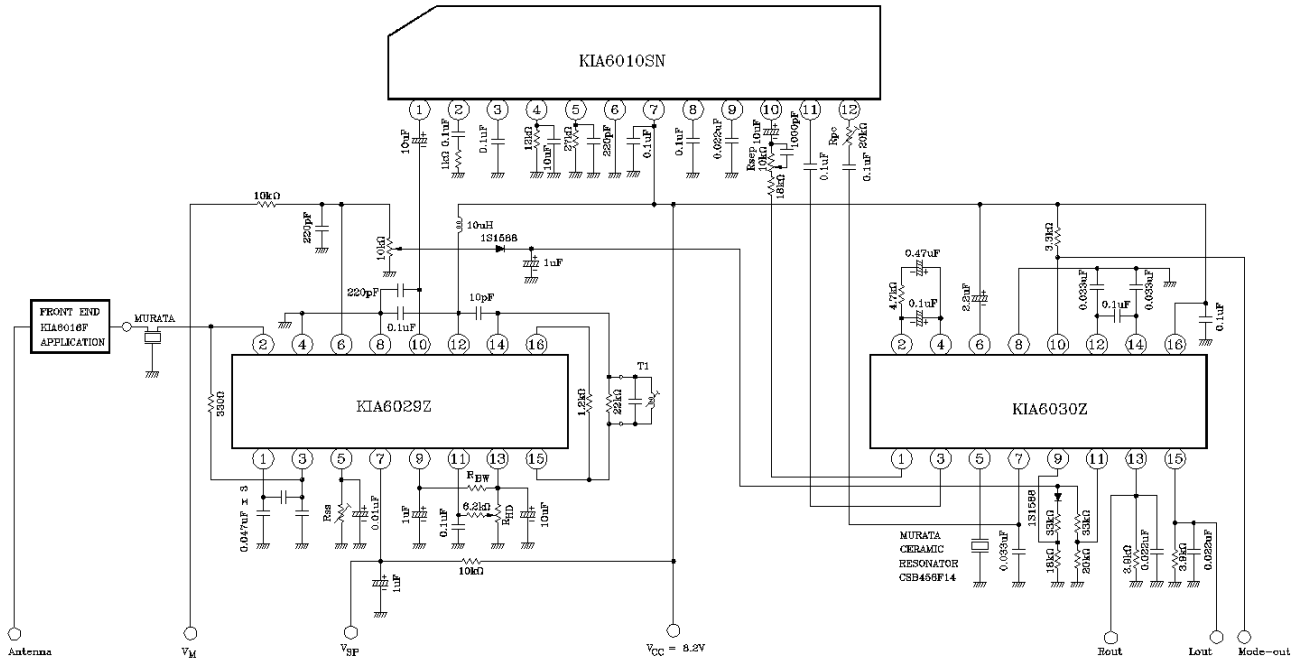 KIA6010SN
1 2 3 4 5 6 7 8 9 10 11 12
10uF
0.1uF
1kΩ
0.1uF
12kΩ
10uF
27kΩ
220pF
0.1uF
0.1uF
0.022uF
10uF
1000pF
Rsep
10kΩ
18kΩ
0.1uF
Rpc
20kΩ
0.1uF
10kΩ
220pF
10kΩ
1S1588
1uF
10uH
220pF
0.1uF
10pF
3.3kΩ
0.47uF
4.7kΩ
0.1uF
2.2uF
0.033uF
0.033uF
0.1uF
0.1uF
FRONT END
KIA6016F
APPLICATION
MURATA
2 4 6 8 10 12 14 16
KIA6029Z
1 3 5 7 9 11 13 15
330Ω
1.2kΩ
22kΩ
T1
2 4 6 8 10 12 14 16
KIA6030Z
1 3 5 7 9 11 13 15
0.047uF x 3
Rss
0.01uF
1uF
RBW
6.2kΩ
0.1uF
RHD
10uF
10kΩ
1uF
MURATA
CERAMIC
RESONATOR
CSB456F14
0.033uF
1S1588
33kΩ
18kΩ
33kΩ
20kΩ
3.9kΩ
0.022uF
3.9kΩ
0.022uF
Antenna
VM
VSP
VCC = 8.2V
Rout
Lout
Mode-out